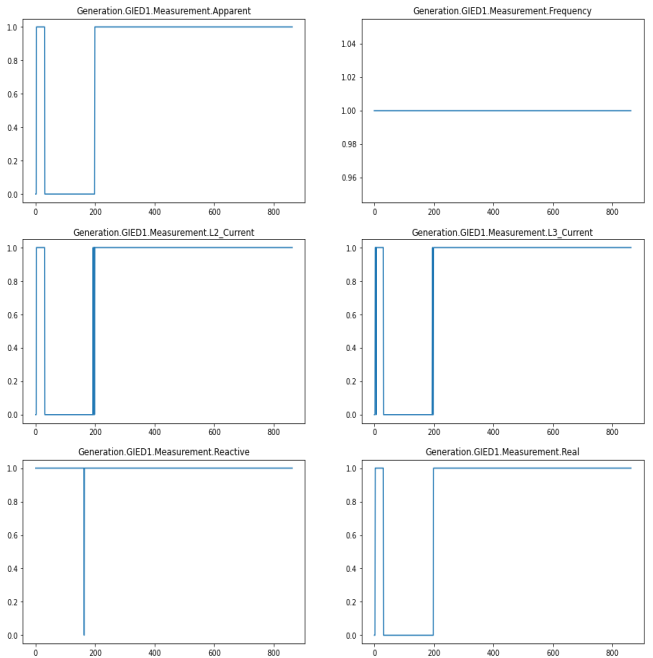 Generation.GIED1.Measurement.Apparent
1.0
0.8
0.6
0.4
0.2
0.0
0 200 400 600 800
Generation.GIED1.Measurement.Frequency
1.04
1.02
1.00
0.98
0.96
0 200 400 600 800
Generation.GIED1.Measurement.L2_Current
1.0
0.8
0.6
0.4
0.2
0.0
0 200 400 600 800
Generation.GIED1.Measurement.L3_Current
1.0
0.8
0.6
0.4
0.2
0.0
0 200 400 600 800
Generation.GIED1.Measurement.Reactive
1.0
0.8
0.6
0.4
0.2
0.0
0 200 400 600 800
Generation.GIED1.Measurement.Real
1.0
0.8
0.6
0.4
0.2
0.0
0 200 400 600 800